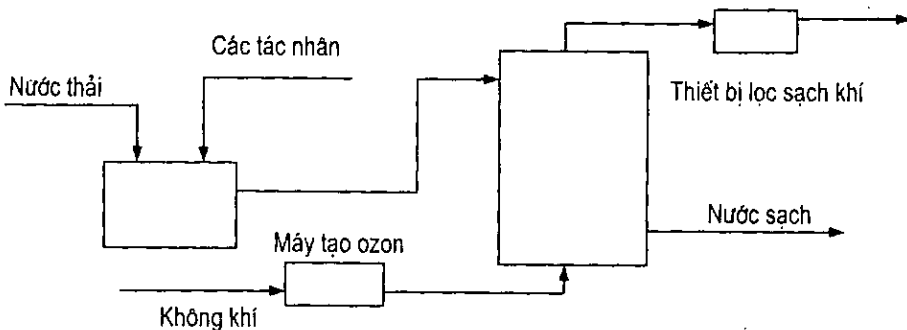 Các tác nhân
Nước thải
Thiết bị lọc sạch khí
Nước sạch
Máy tạo ozon
Không khí